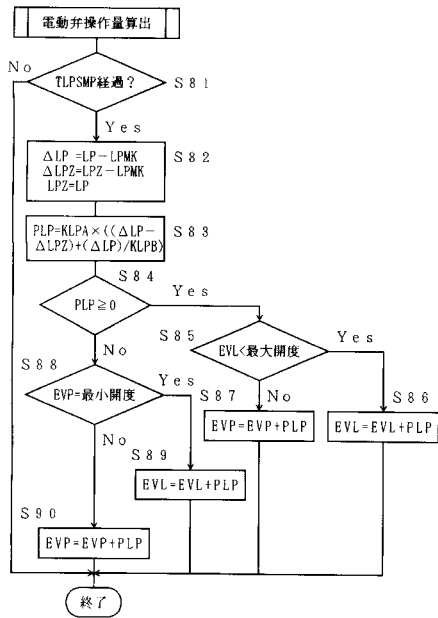 電動弁操作量算出
No
TLPSMP経過?
S81
Yes
ΔLP =LP−LPMK
ΔLPZ=LPZ−LPMK
LPZ=LP
S82
PLP=KLPA×((ΔLP−
ΔLPZ)+(ΔLP)/KLPB)
S83
S84
PLP≧0
Yes
No
S85
EVL<最大開度
Yes
No
S88
EVP=最小開度
Yes
No
S87
EVP=EVP+PLP
S86
EVL=EVL+PLP
S89
EVL=EVL+PLP
S90
EVP=EVP+PLP
終了